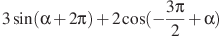 3 sin(α + 2π) + 2 cos(−3π/2 + α)